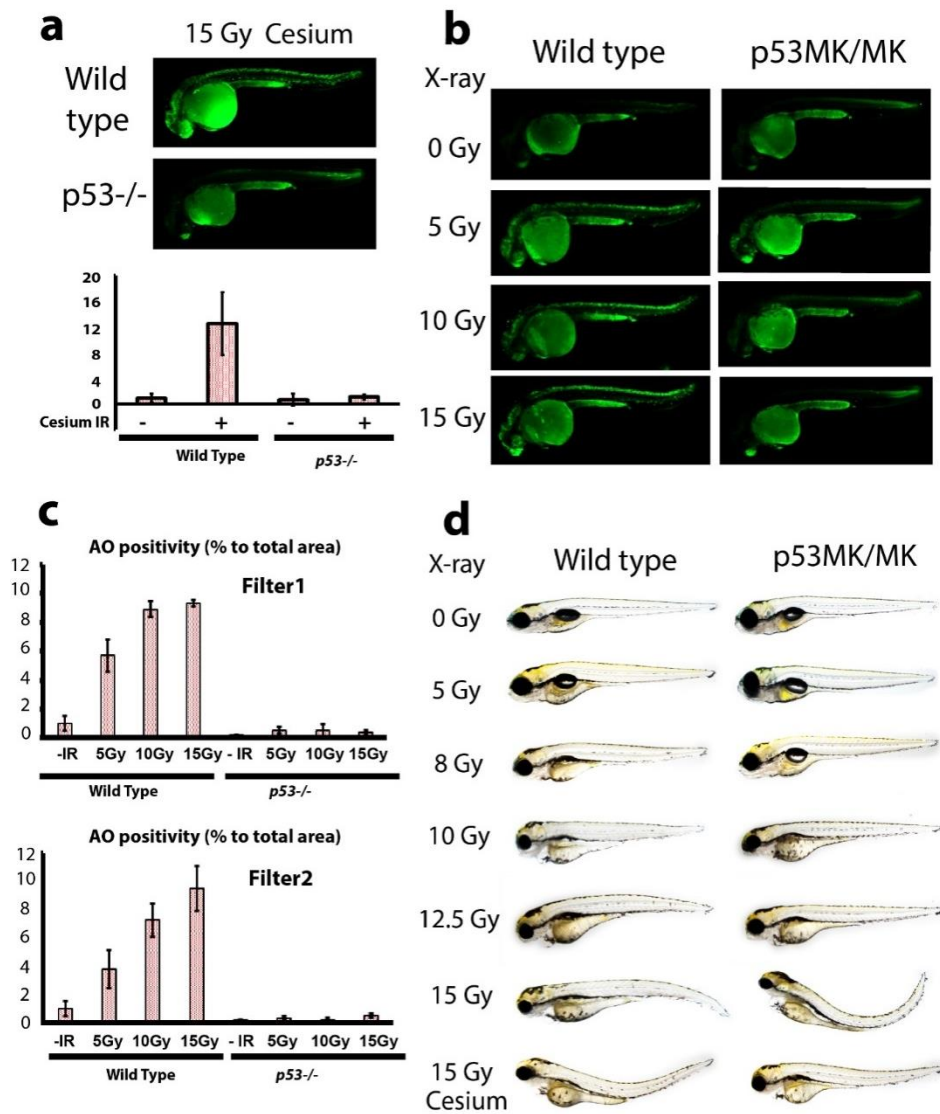 a
15 Gy Cesium
Wild
type
p53-/-
20
16
12
8
4
0
Cesium IR - + - +
Wild Type p53-/-
b
Wild type p53MK/MK
X-ray
0 Gy
5 Gy
10 Gy
15 Gy
c
AO positivity (% to total area)
Filter1
12
10
8
6
4
2
0
-IR 5Gy 10Gy 15Gy - IR 5Gy 10Gy 15Gy
Wild Type p53-/-
AO positivity (% to total area)
Filter2
12
10
8
6
4
2
0
-IR 5Gy 10Gy 15Gy - IR 5Gy 10Gy 15Gy
Wild Type p53-/-
d
X-ray Wild type p53MK/MK
0 Gy
5 Gy
8 Gy
10 Gy
12.5 Gy
15 Gy
15 Gy
Cesium